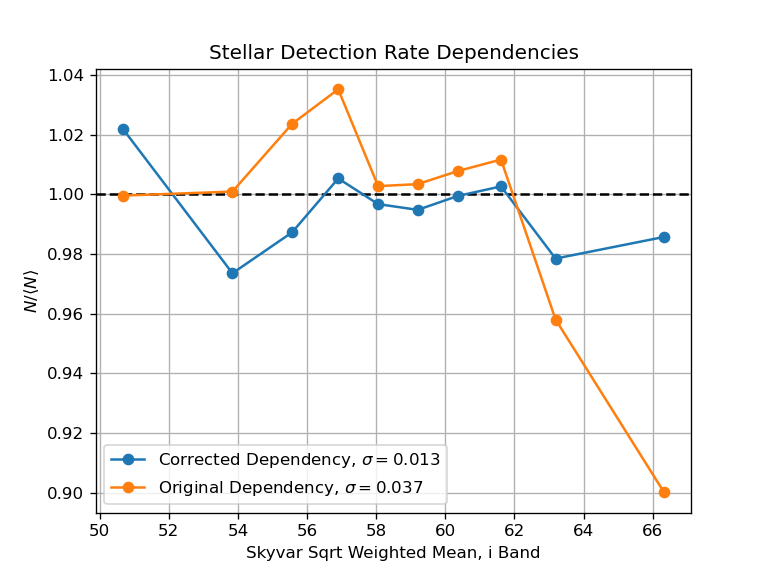 Stellar Detection Rate Dependencies
1.04
1.02
1.00
0.98
0.96
0.94
0.92
0.90
N/⟨N⟩
Corrected Dependency, σ = 0.013
Original Dependency, σ = 0.037
50 52 54 56 58 60 62 64 66
Skyvar Sqrt Weighted Mean, i Band